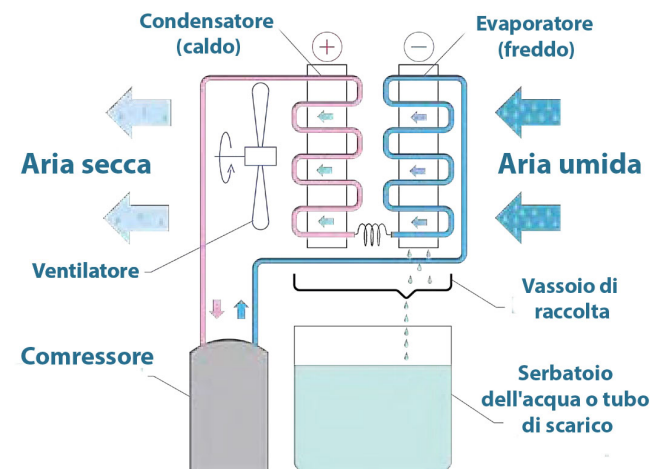 Condensatore
(caldo)
+
−
Evaporatore
(freddo)
Aria secca
Aria umida
Ventilatore
Vassoio di
raccolta
Comressore
Serbatoio
dell'acqua o tubo
di scarico